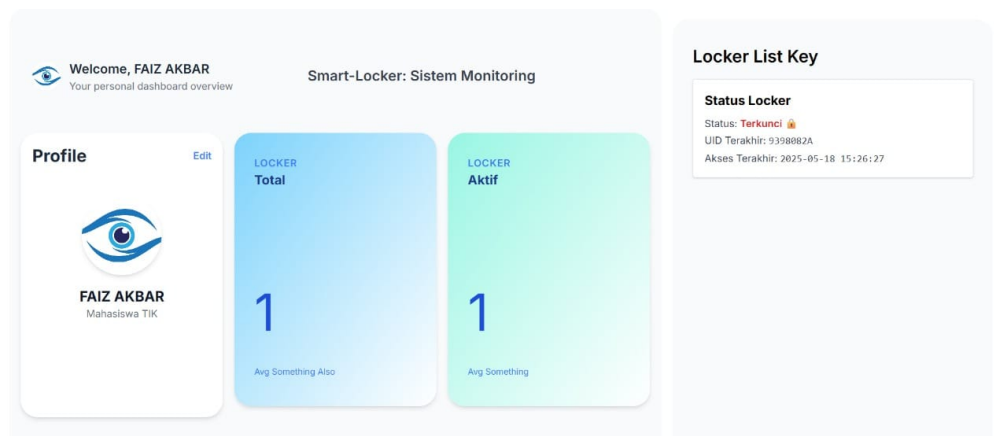 Welcome, FAIZ AKBAR
Your personal dashboard overview
Smart-Locker: Sistem Monitoring
Profile
Edit
FAIZ AKBAR
Mahasiswa TIK
LOCKER
Total
1
Avg Something Also
LOCKER
Aktif
1
Avg Something
Locker List Key
Status Locker
Status: Terkunci 🔒
UID Terakhir: 9398082A
Akses Terakhir: 2025-05-18 15:26:27